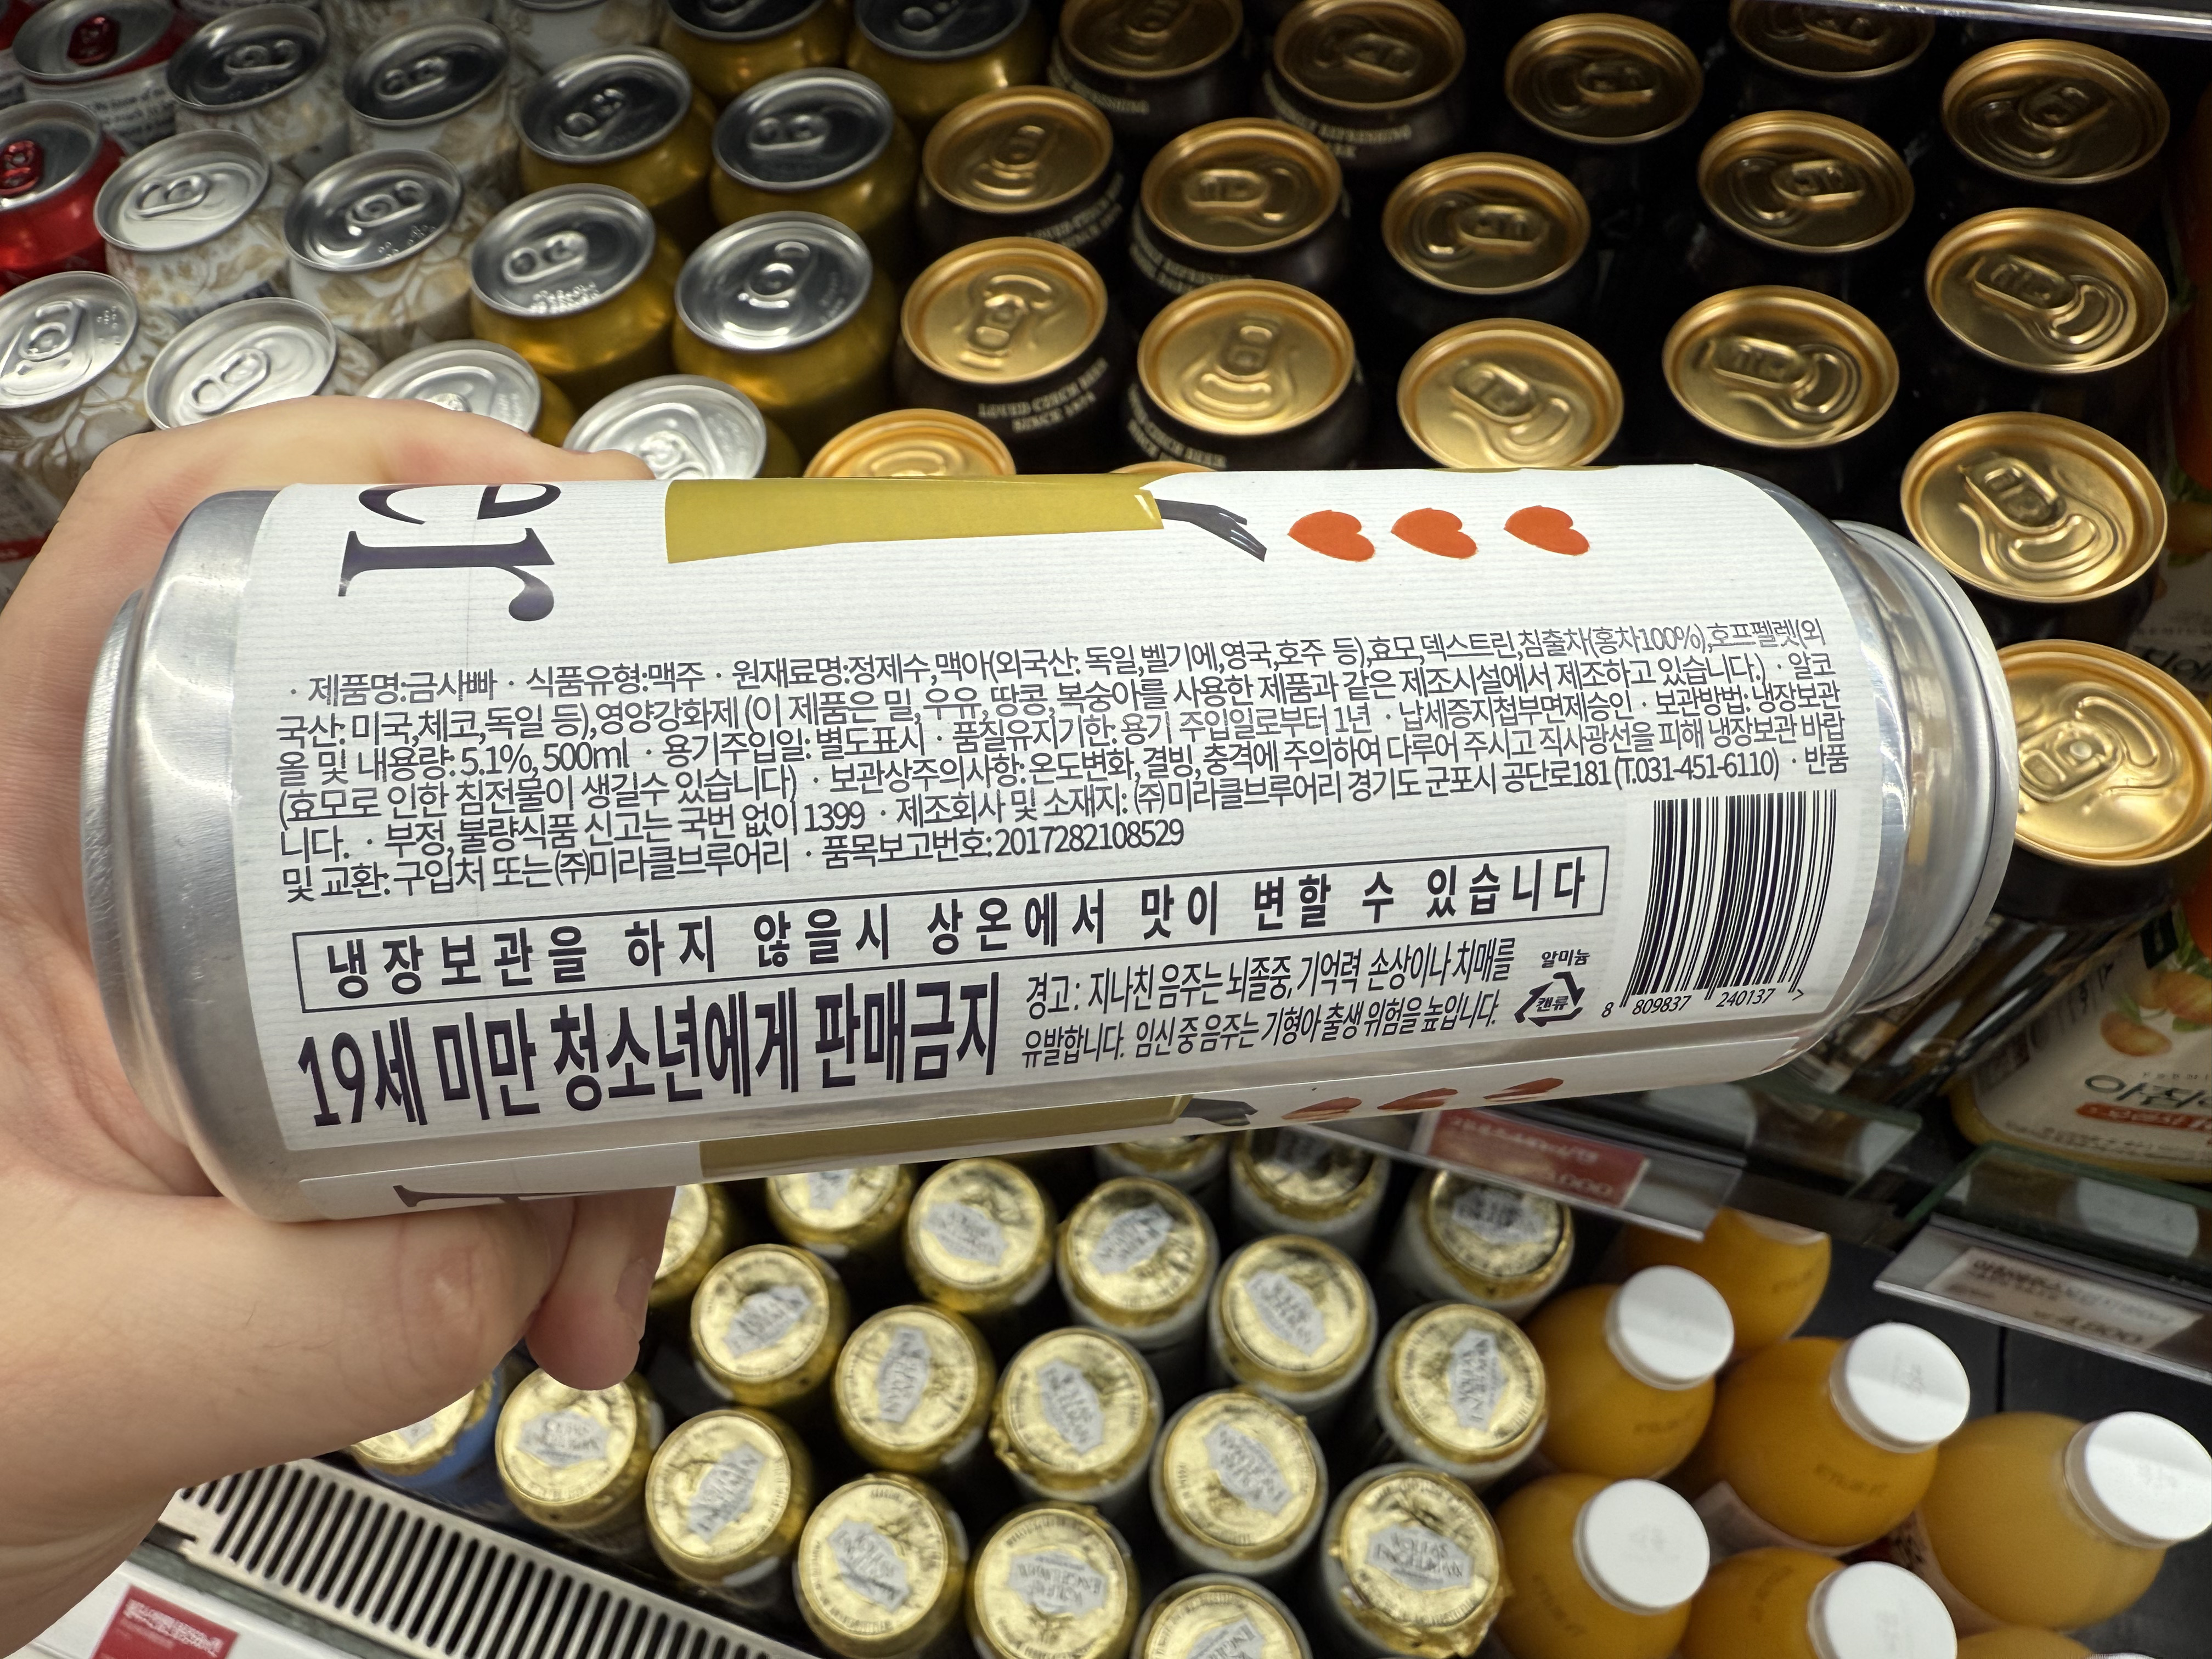 er
· 제품명:금사빠 · 식품유형:맥주 · 원재료명:정제수,맥아(외국산: 독일,벨기에,영국,호주 등),효모,덱스트린,침출차(홍차100%),호프펠렛(외
국산: 미국,체코,독일 등),영양강화제 (이 제품은 밀, 우유, 땅콩, 복숭아를 사용한 제품과 같은 제조시설에서 제조하고 있습니다.) · 알코
올 및 내용량: 5.1%, 500ml · 용기주입일: 별도표시 · 품질유지기한: 용기 주입일로부터 1년 · 납세증지첩부면제승인 · 보관방법: 냉장보관
(효모로 인한 침전물이 생길수 있습니다) · 보관상주의사항: 온도변화, 결빙, 충격에 주의하여 다루어 주시고 직사광선을 피해 냉장보관 바랍
니다. · 부정, 불량식품 신고는 국번 없이 1399 · 제조회사 및 소재지: (주)미라클브루어리 경기도 군포시 공단로181 (T.031-451-6110) · 반품
및 교환: 구입처 또는 (주)미라클브루어리 · 품목보고번호: 2017282108529
냉장보관을 하지 않을시 상온에서 맛이 변할 수 있습니다
19세 미만 청소년에게 판매금지
경고 : 지나친 음주는 뇌졸중, 기억력 손상이나 치매를
유발합니다. 임신 중 음주는 기형아 출생 위험을 높입니다.
알미늄
캔류
8 809837 240137 >
LOVED CZECH BEER
SINCE 1874